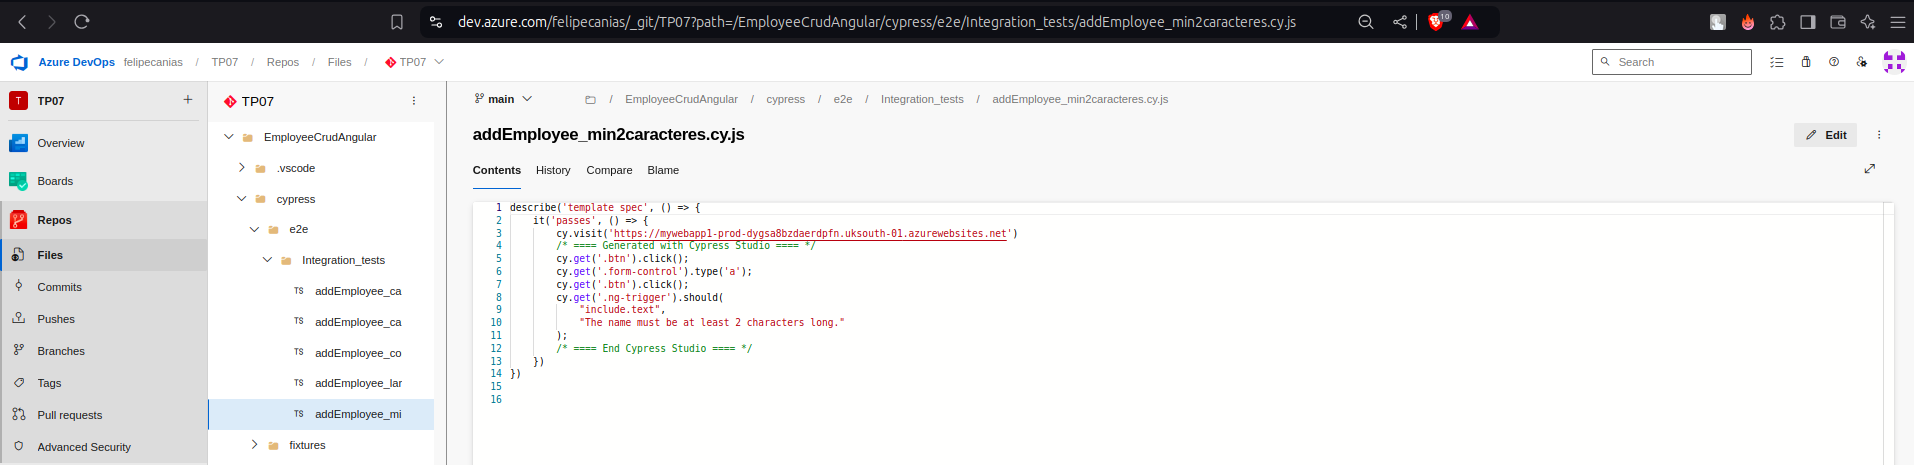 dev.azure.com/felipecanias/_git/TP07?path=/EmployeeCrudAngular/cypress/e2e/Integration_tests/addEmployee_min2caracteres.cy.js
10
Azure DevOps felipecanias / TP07 / Repos / Files / TP07
Search
T TP07 +
Overview
Boards
Repos
Files
Commits
Pushes
Branches
Tags
Pull requests
Advanced Security
TP07
EmployeeCrudAngular
.vscode
cypress
e2e
Integration_tests
TS addEmployee_ca
TS addEmployee_ca
TS addEmployee_co
TS addEmployee_lar
TS addEmployee_mi
fixtures
main / EmployeeCrudAngular / cypress / e2e / Integration_tests / addEmployee_min2caracteres.cy.js
addEmployee_min2caracteres.cy.js
Edit
Contents History Compare Blame
1 describe('template spec', () => {
2 it('passes', () => {
3 cy.visit('https://mywebapp1-prod-dygsa8bzdaerdpfn.uksouth-01.azurewebsites.net')
4 /* ==== Generated with Cypress Studio ==== */
5 cy.get('.btn').click();
6 cy.get('.form-control').type('a');
7 cy.get('.btn').click();
8 cy.get('.ng-trigger').should(
9 "include.text",
10 "The name must be at least 2 characters long."
11 );
12 /* ==== End Cypress Studio ==== */
13 })
14 })
15
16